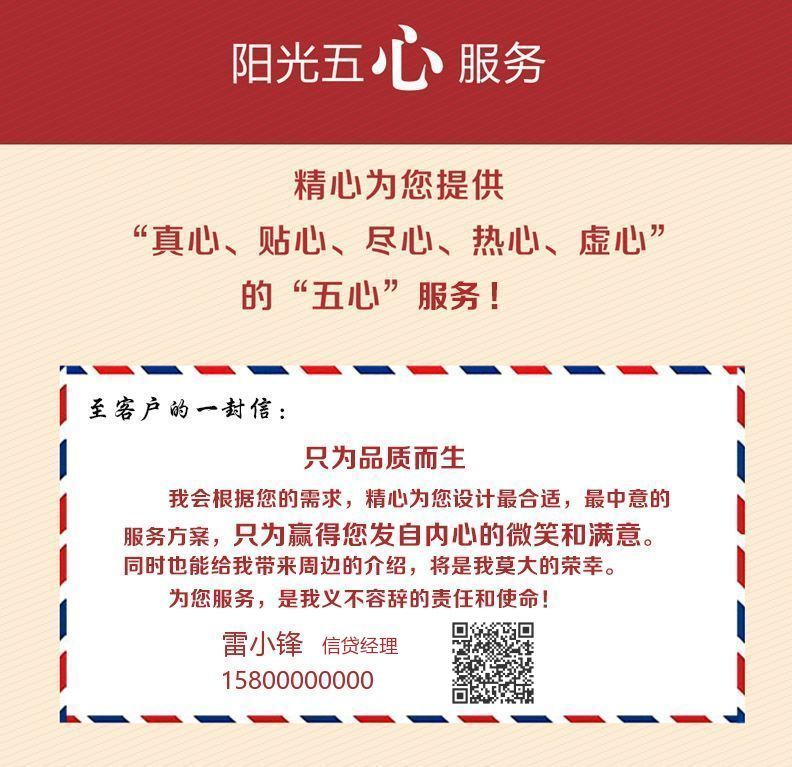 阳光五心服务
精心为您提供
“真心、贴心、尽心、热心、虚心”
的“五心”服务！
至客户的一封信：
只为品质而生
我会根据您的需求，精心为您设计最合适，最中意的
服务方案，只为赢得您发自内心的微笑和满意。
同时也能给我带来周边的介绍，将是我莫大的荣幸。
为您服务，是我义不容辞的责任和使命！
雷小锋 信贷经理
15800000000